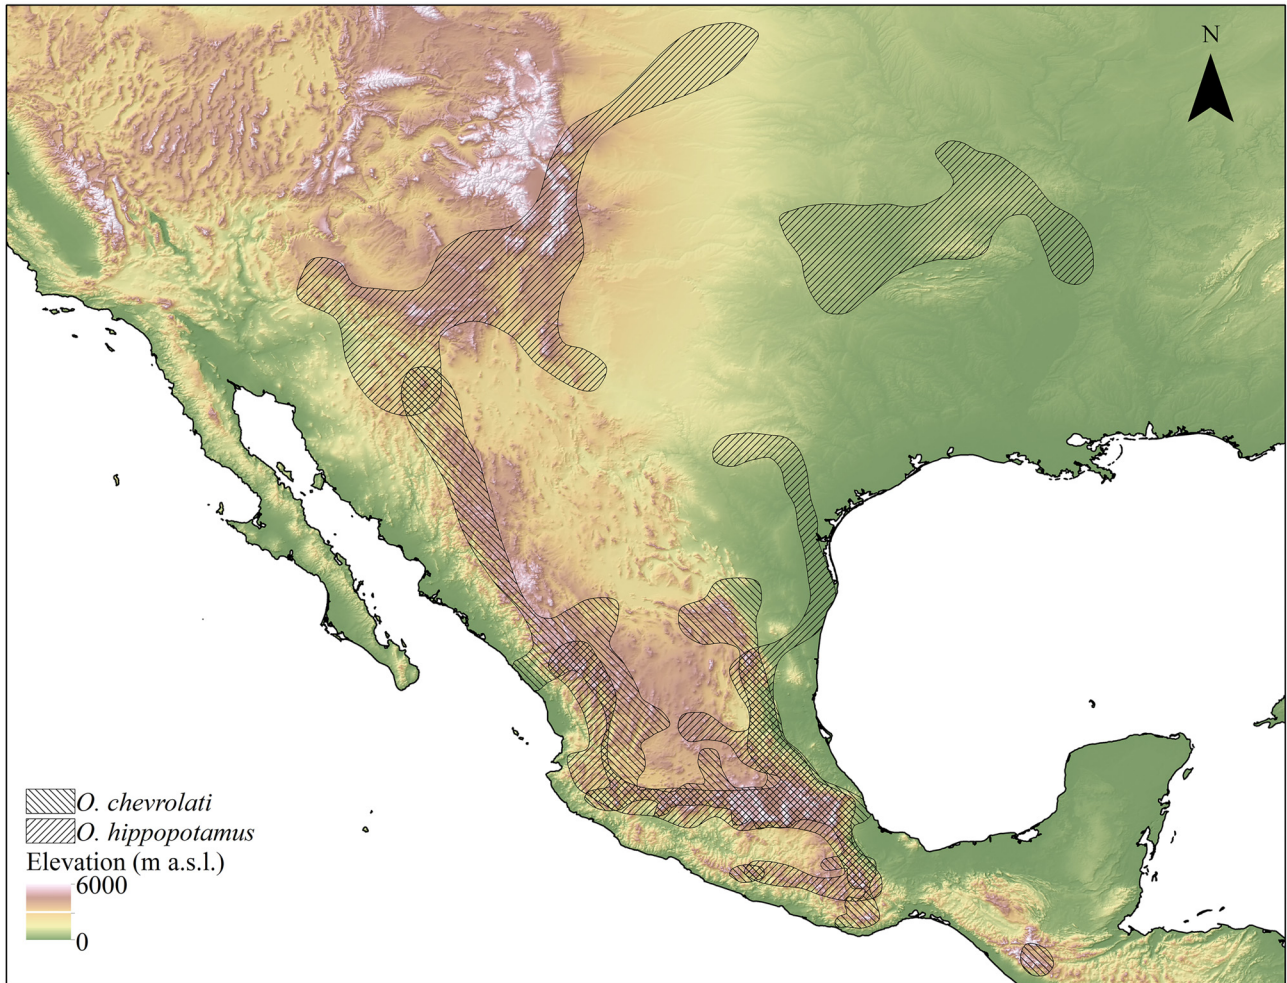 N
O. chevrolati
O. hippopotamus
Elevation (m a.s.l.)
6000
0